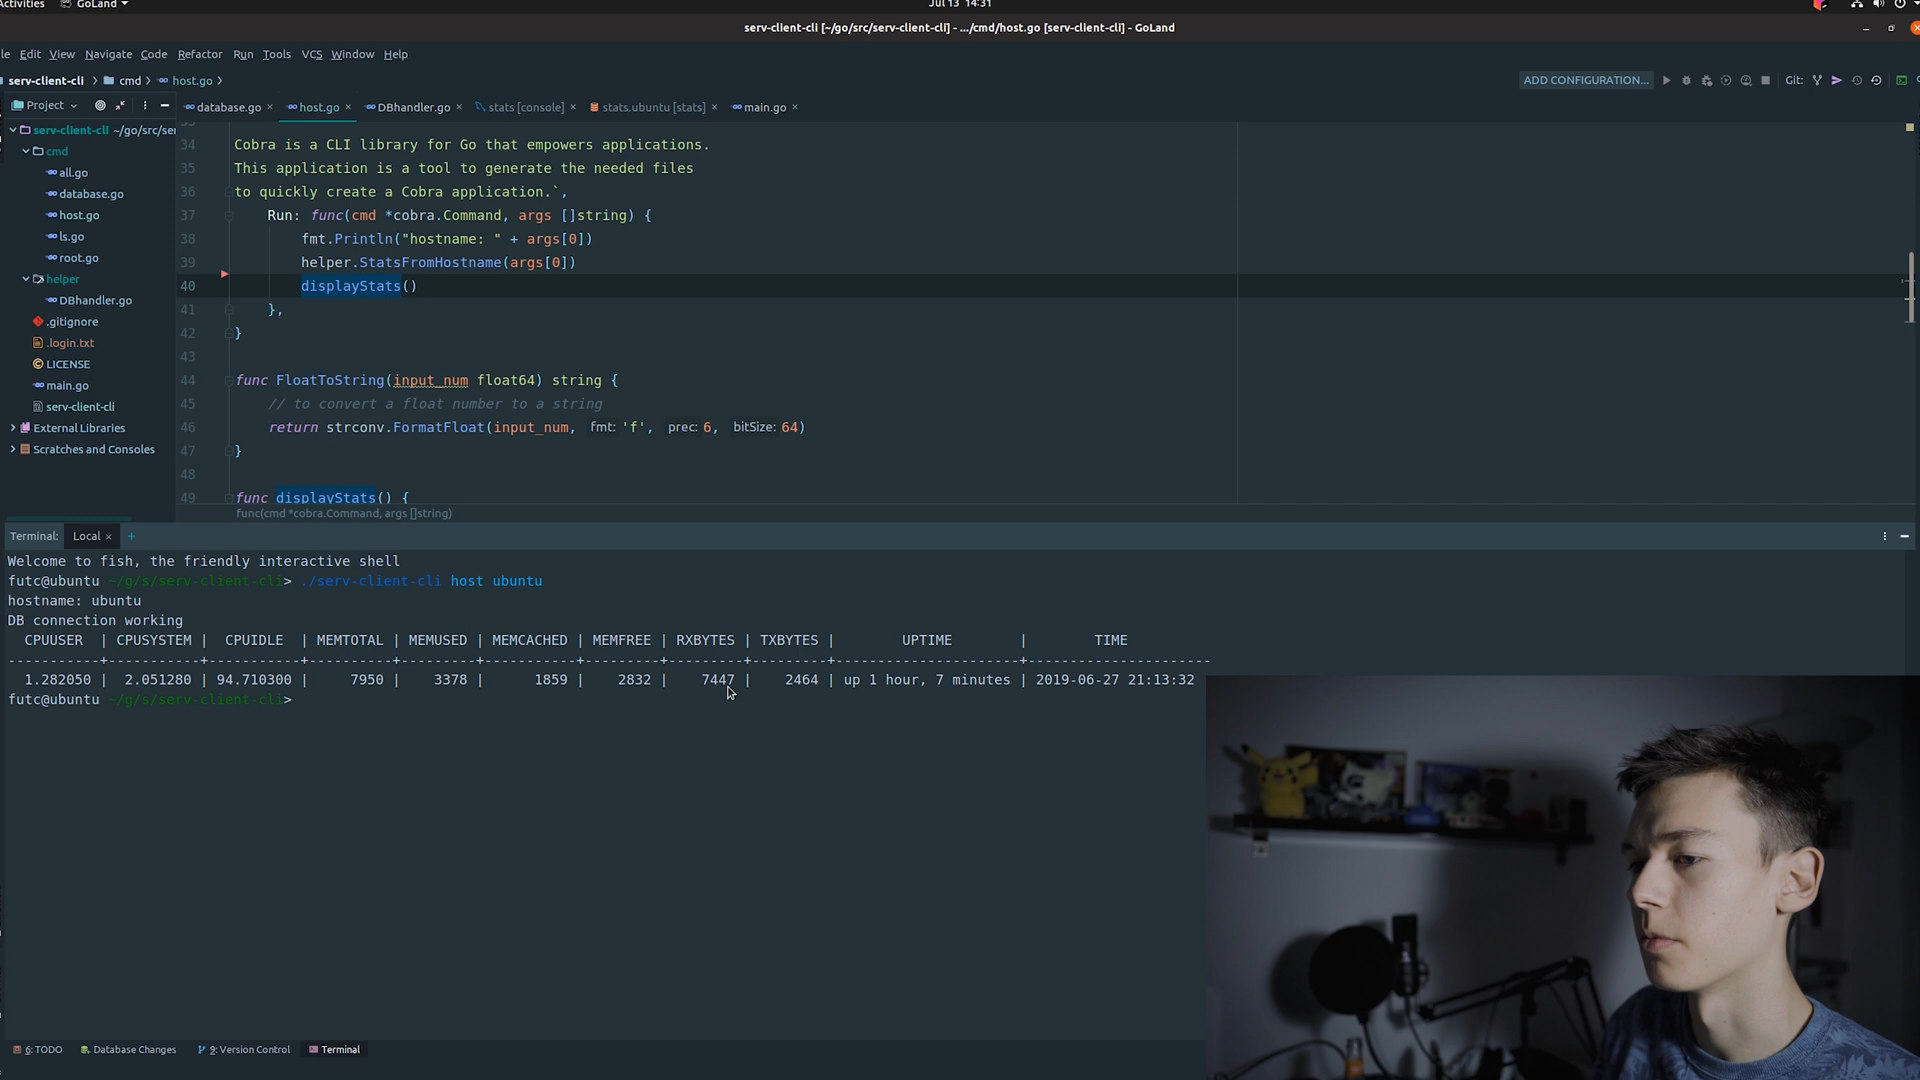 Activities GoLand Jul 13 14:31
serv-client-cli [~/go/src/serv-client-cli] - .../cmd/host.go [serv-client-cli] - GoLand
Edit View Navigate Code Refactor Run Tools VCS Window Help
serv-client-cli cmd host.go ADD CONFIGURATION... Git:
Project database.go host.go DBhandler.go stats [console] stats.ubuntu [stats] main.go
serv-client-cli ~/go/src/ser
cmd
all.go
database.go
host.go
ls.go
root.go
helper
DBhandler.go
.gitignore
.login.txt
LICENSE
main.go
serv-client-cli
External Libraries
Scratches and Consoles
34 Cobra is a CLI library for Go that empowers applications.
35 This application is a tool to generate the needed files
36 to quickly create a Cobra application.`,
37 Run: func(cmd *cobra.Command, args []string) {
38 fmt.Println("hostname: " + args[0])
39 helper.StatsFromHostname(args[0])
40 displayStats()
41 },
42 }
43
44 func FloatToString(input_num float64) string {
45 // to convert a float number to a string
46 return strconv.FormatFloat(input_num, fmt: 'f', prec: 6, bitSize: 64)
47 }
48
49 func displayStats() {
func(cmd *cobra.Command, args []string)
Terminal: Local × +
Welcome to fish, the friendly interactive shell
futc@ubuntu ~/g/s/serv-client-cli> ./serv-client-cli host ubuntu
hostname: ubuntu
DB connection working
CPUUSER | CPUSYSTEM | CPUIDLE | MEMTOTAL | MEMUSED | MEMCACHED | MEMFREE | RXBYTES | TXBYTES | UPTIME | TIME
-----------+-----------+-----------+----------+---------+-----------+---------+---------+---------+----------------------+----------------------
1.282050 | 2.051280 | 94.710300 | 7950 | 3378 | 1859 | 2832 | 7447 | 2464 | up 1 hour, 7 minutes | 2019-06-27 21:13:32
futc@ubuntu ~/g/s/serv-client-cli>
6: TODO Database Changes 9: Version Control Terminal